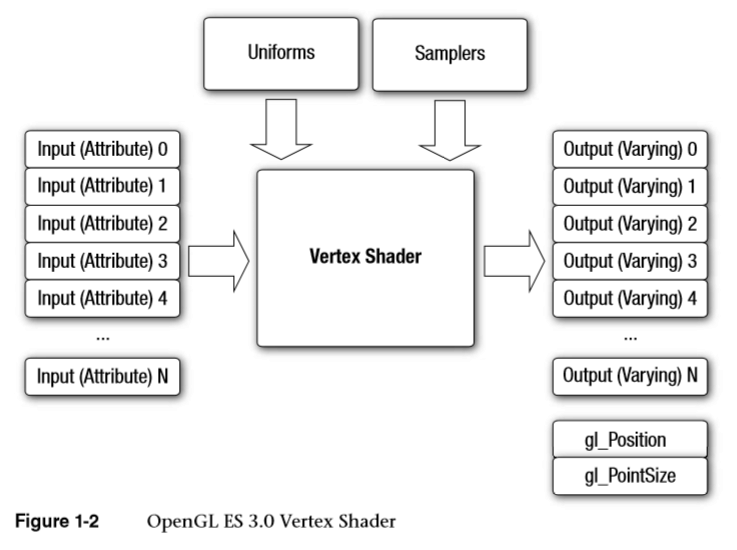 Uniforms
Samplers
Input (Attribute) 0
Input (Attribute) 1
Input (Attribute) 2
Input (Attribute) 3
Input (Attribute) 4
...
Input (Attribute) N
Vertex Shader
Output (Varying) 0
Output (Varying) 1
Output (Varying) 2
Output (Varying) 3
Output (Varying) 4
...
Output (Varying) N
gl_Position
gl_PointSize
Figure 1-2 OpenGL ES 3.0 Vertex Shader